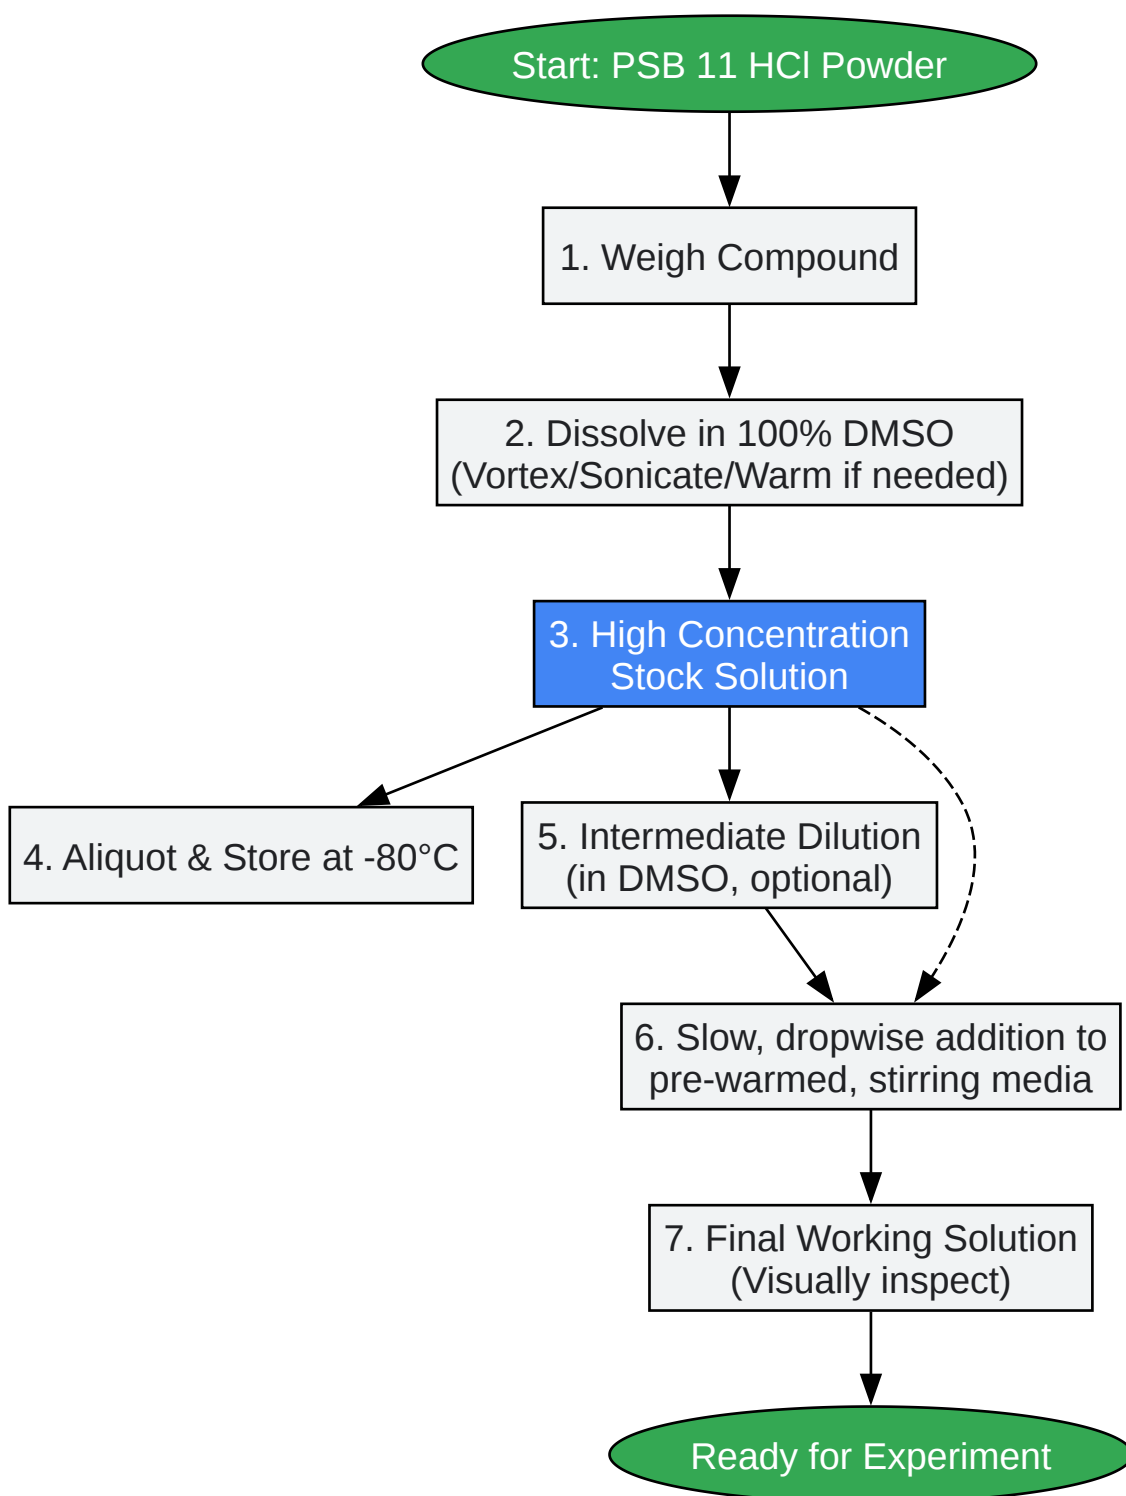 Start: PSB 11 HCl Powder
1. Weigh Compound
2. Dissolve in 100% DMSO
(Vortex/Sonicate/Warm if needed)
3. High Concentration
Stock Solution
4. Aliquot & Store at -80°C
5. Intermediate Dilution
(in DMSO, optional)
6. Slow, dropwise addition to
pre-warmed, stirring media
7. Final Working Solution
(Visually inspect)
Ready for Experiment